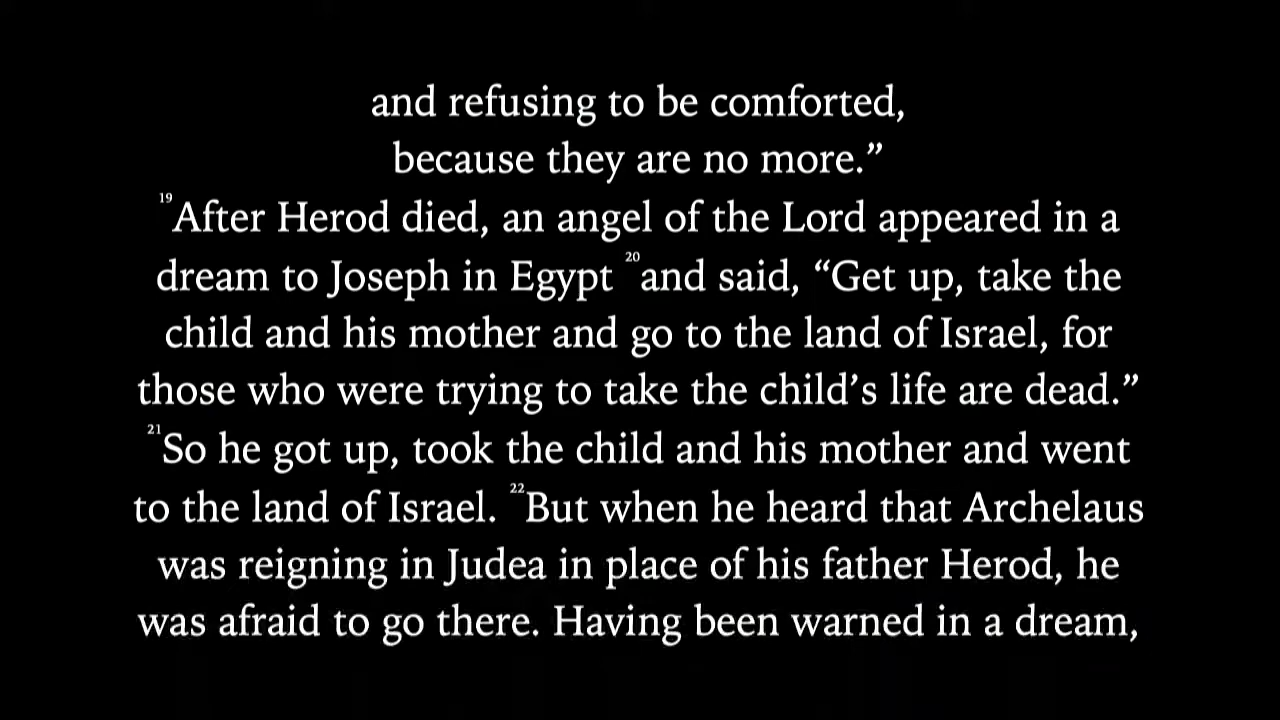 and refusing to be comforted,
because they are no more.”
19After Herod died, an angel of the Lord appeared in a
dream to Joseph in Egypt 20and said, “Get up, take the
child and his mother and go to the land of Israel, for
those who were trying to take the child’s life are dead.”
21So he got up, took the child and his mother and went
to the land of Israel. 22But when he heard that Archelaus
was reigning in Judea in place of his father Herod, he
was afraid to go there. Having been warned in a dream,